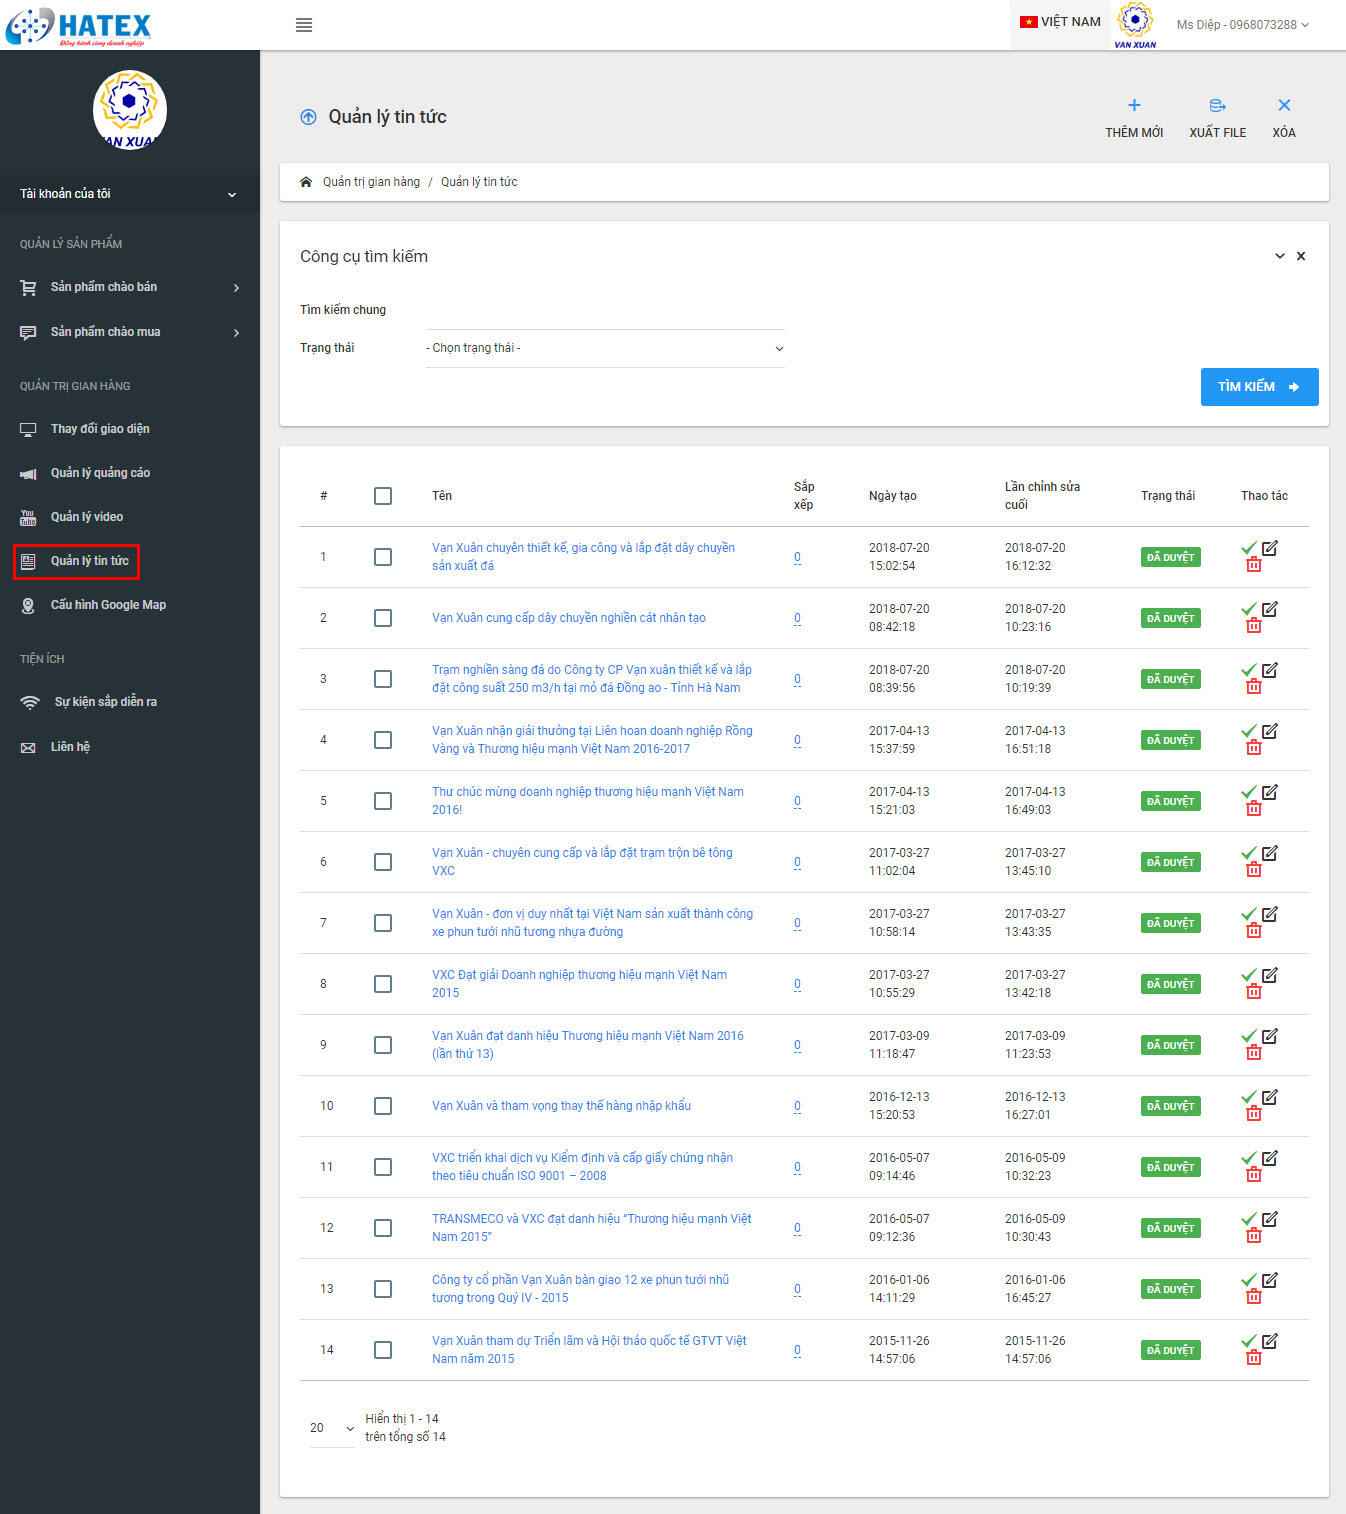 HATEX
Đồng hành cùng doanh nghiệp
VIỆT NAM
VAN XUAN
Ms Diệp - 0968073288
VAN XUAN
Tài khoản của tôi
QUẢN LÝ SẢN PHẨM
Sản phẩm chào bán
Sản phẩm chào mua
QUẢN TRỊ GIAN HÀNG
Thay đổi giao diện
Quản lý quảng cáo
You
Tube
Quản lý video
Quản lý tin tức
Cấu hình Google Map
TIỆN ÍCH
Sự kiện sắp diễn ra
Liên hệ
Quản lý tin tức
THÊM MỚI
XUẤT FILE
XÓA
Quản trị gian hàng / Quản lý tin tức
Công cụ tìm kiếm
Tìm kiếm chung
Trạng thái
- Chọn trạng thái -
TÌM KIẾM
# Tên Sắp xếp Ngày tạo Lần chỉnh sửa cuối Trạng thái Thao tác
1 Vạn Xuân chuyên thiết kế, gia công và lắp đặt dây chuyền 0 2018-07-20 2018-07-20 ĐÃ DUYỆT
sản xuất đá 15:02:54 16:12:32
2 Vạn Xuân cung cấp dây chuyền nghiền cát nhân tạo 0 2018-07-20 2018-07-20 ĐÃ DUYỆT
08:42:18 10:23:16
3 Trạm nghiền sàng đá do Công ty CP Vạn xuân thiết kế và lắp 0 2018-07-20 2018-07-20 ĐÃ DUYỆT
đặt công suất 250 m3/h tại mỏ đá Đồng ao - Tỉnh Hà Nam 08:39:56 10:19:39
4 Vạn Xuân nhận giải thưởng tại Liên hoan doanh nghiệp Rồng 0 2017-04-13 2017-04-13 ĐÃ DUYỆT
Vàng và Thương hiệu mạnh Việt Nam 2016-2017 15:37:59 16:51:18
5 Thư chúc mừng doanh nghiệp thương hiệu mạnh Việt Nam 0 2017-04-13 2017-04-13 ĐÃ DUYỆT
2016! 15:21:03 16:49:03
6 Vạn Xuân - chuyên cung cấp và lắp đặt trạm trộn bê tông 0 2017-03-27 2017-03-27 ĐÃ DUYỆT
VXC 11:02:04 13:45:10
7 Vạn Xuân - đơn vị duy nhất tại Việt Nam sản xuất thành công 0 2017-03-27 2017-03-27 ĐÃ DUYỆT
xe phun tưới nhũ tương nhựa đường 10:58:14 13:43:35
8 VXC Đạt giải Doanh nghiệp thương hiệu mạnh Việt Nam 0 2017-03-27 2017-03-27 ĐÃ DUYỆT
2015 10:55:29 13:42:18
9 Vạn Xuân đạt danh hiệu Thương hiệu mạnh Việt Nam 2016 0 2017-03-09 2017-03-09 ĐÃ DUYỆT
(lần thứ 13) 11:18:47 11:23:53
10 Vạn Xuân và tham vọng thay thế hàng nhập khẩu 0 2016-12-13 2016-12-13 ĐÃ DUYỆT
15:20:53 16:27:01
11 VXC triển khai dịch vụ Kiểm định và cấp giấy chứng nhận 0 2016-05-07 2016-05-09 ĐÃ DUYỆT
theo tiêu chuẩn ISO 9001 – 2008 09:14:46 10:32:23
12 TRANSMECO và VXC đạt danh hiệu “Thương hiệu mạnh Việt 0 2016-05-07 2016-05-09 ĐÃ DUYỆT
Nam 2015” 09:12:36 10:30:43
13 Công ty cổ phần Vạn Xuân bàn giao 12 xe phun tưới nhũ 0 2016-01-06 2016-01-06 ĐÃ DUYỆT
tương trong Quý IV - 2015 14:11:29 16:45:27
14 Vạn Xuân tham dự Triển lãm và Hội thảo quốc tế GTVT Việt 0 2015-11-26 2015-11-26 ĐÃ DUYỆT
Nam năm 2015 14:57:06 14:57:06
20
Hiển thị 1 - 14
trên tổng số 14